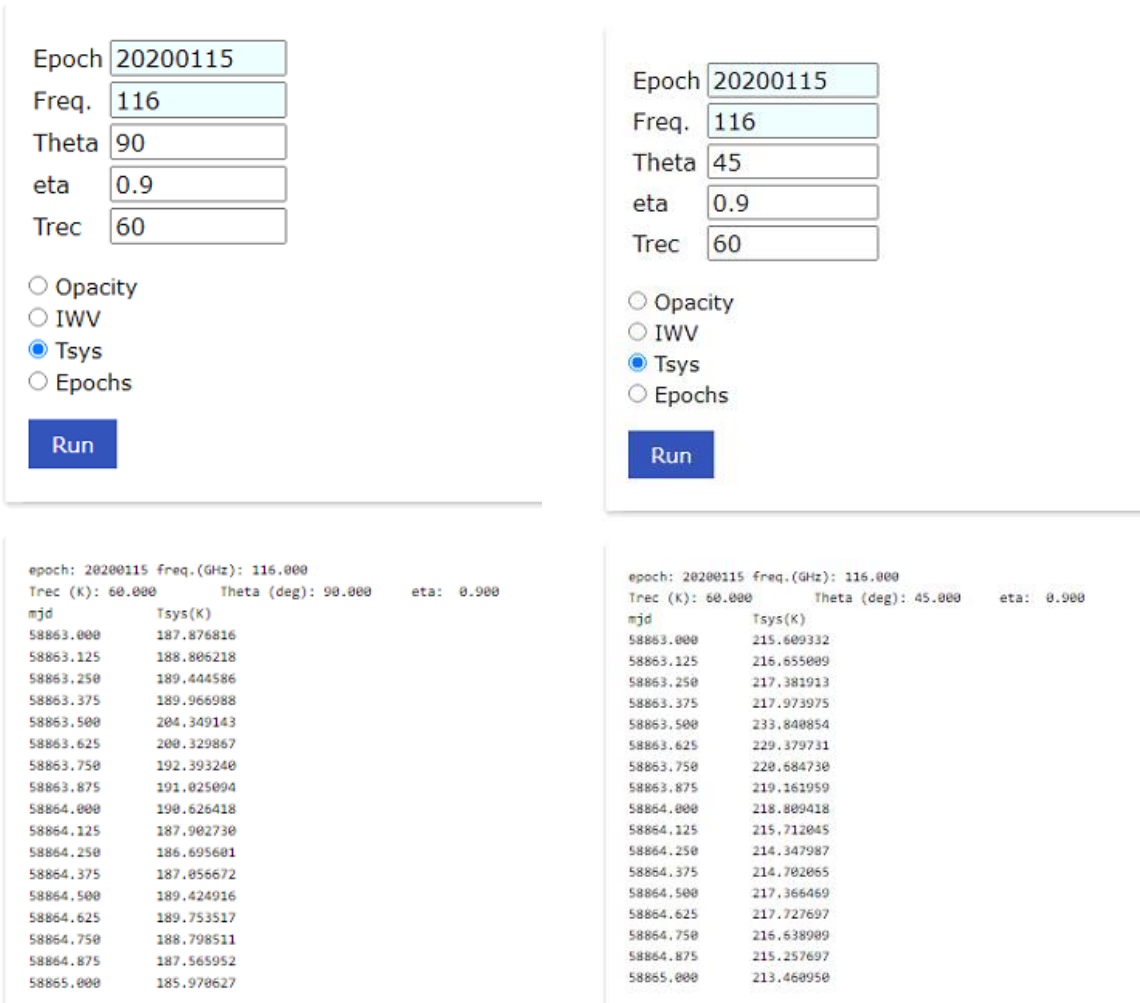 Epoch 20200115
Freq. 116
Theta 90
eta 0.9
Trec 60
Opacity
IWV
Tsys
Epochs
Run
epoch: 20200115 freq.(GHz): 116.000
Trec (K): 60.000 Theta (deg): 90.000 eta: 0.900
mjd Tsys(K)
58863.000 187.876816
58863.125 188.806218
58863.250 189.444586
58863.375 189.966988
58863.500 204.349143
58863.625 200.329867
58863.750 192.393240
58863.875 191.025094
58864.000 190.626418
58864.125 187.902730
58864.250 186.695601
58864.375 187.056672
58864.500 189.424916
58864.625 189.753517
58864.750 188.798511
58864.875 187.565952
58865.000 185.970627
Epoch 20200115
Freq. 116
Theta 45
eta 0.9
Trec 60
Opacity
IWV
Tsys
Epochs
Run
epoch: 20200115 freq.(GHz): 116.000
Trec (K): 60.000 Theta (deg): 45.000 eta: 0.900
mjd Tsys(K)
58863.000 215.609332
58863.125 216.655009
58863.250 217.381913
58863.375 217.973975
58863.500 233.840854
58863.625 229.379731
58863.750 220.684730
58863.875 219.161959
58864.000 218.809418
58864.125 215.712045
58864.250 214.347987
58864.375 214.702065
58864.500 217.366469
58864.625 217.727697
58864.750 216.638909
58864.875 215.257697
58865.000 213.460950